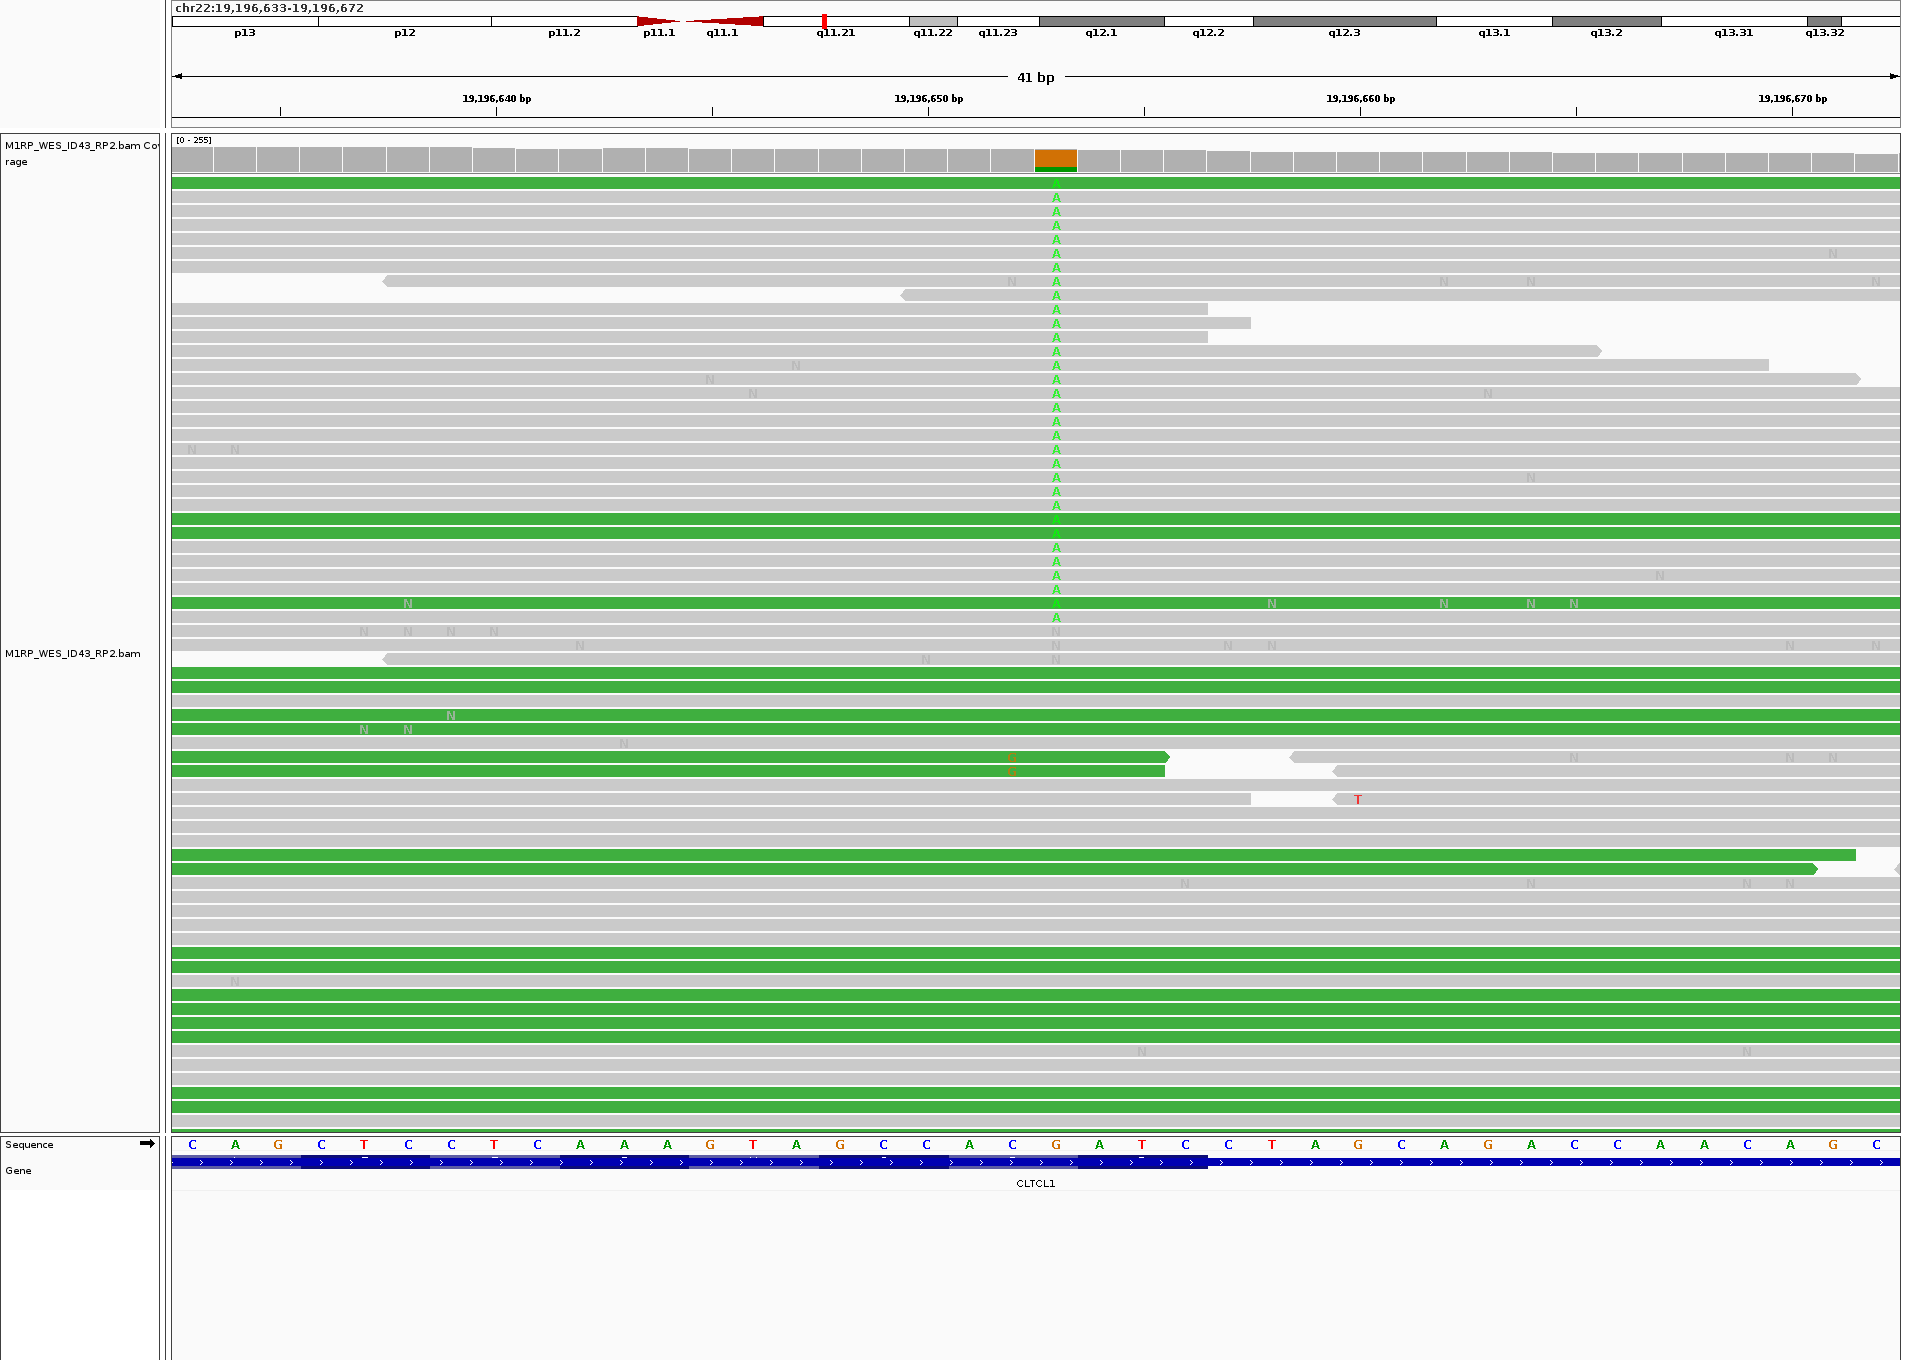 chr22:19,196,633-19,196,672
p13 p12 p11.2 p11.1 q11.1 q11.21 q11.22 q11.23 q12.1 q12.2 q12.3 q13.1 q13.2 q13.31 q13.32
41 bp
19,196,640 bp 19,196,650 bp 19,196,660 bp 19,196,670 bp
M1RP_WES_ID43_RP2.bam Co
rage
[0 - 255]
A
A
A
A
A
A N
A
N A N N N
A
A
A
A
A
N A
N A
N A N
A
A
A
N N A
A
A N
A
A
A
A
A
A
A N
A
N A N N N N
A
N N N N N
N N N N N N
N N
M1RP_WES_ID43_RP2.bam
N
N N
N
G N N N
G
T
N N N N
N
N N
Sequence C A G C T C C T C A A A G T A G C C A C G A T C C T A G C A G A C C A A C A G C
Gene
CLTCL1